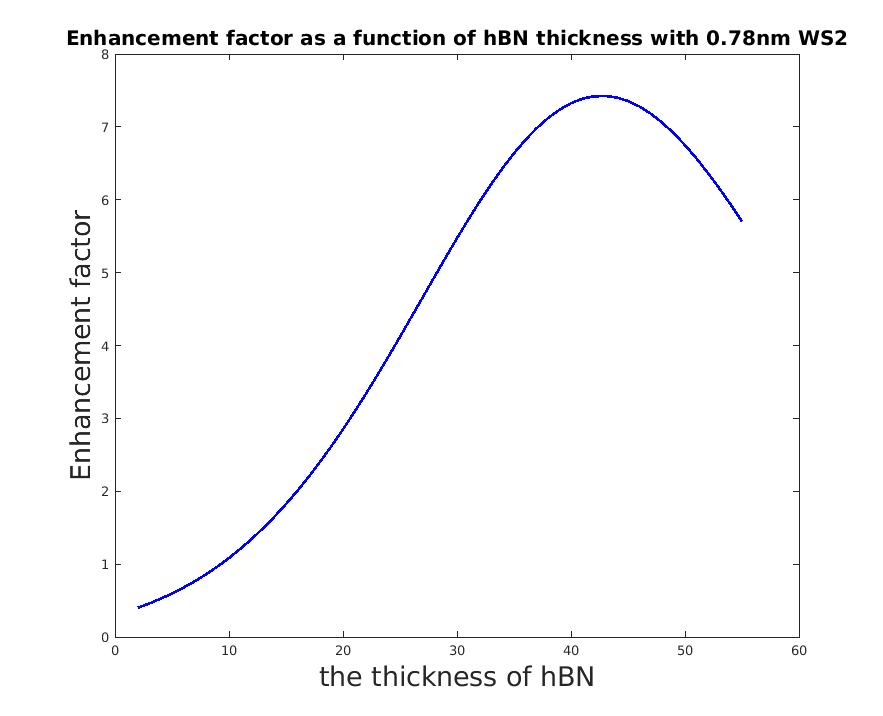 Enhancement factor as a function of hBN thickness with 0.78nm WS2
8
7
6
5
4
3
2
1
0
Enhancement factor
0 10 20 30 40 50 60
the thickness of hBN